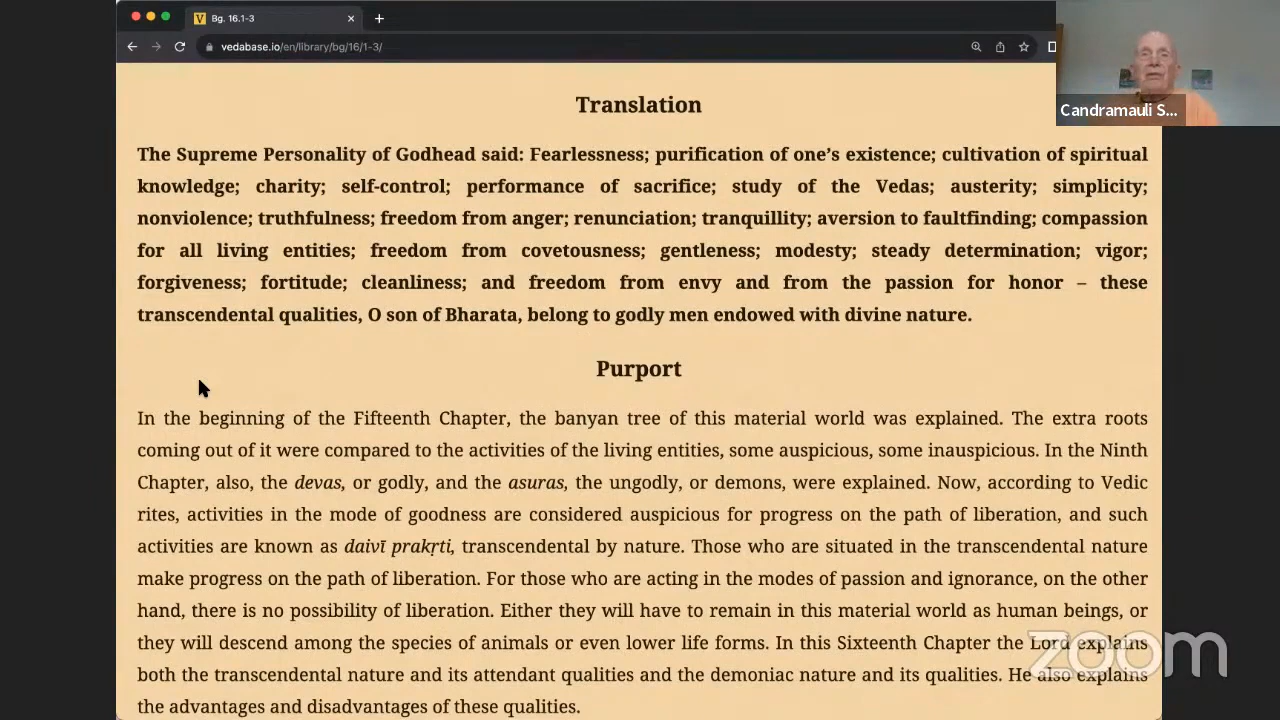 Bg. 16.1-3
vedabase.io/en/library/bg/16/1-3/
Candramauli S...
Translation
The Supreme Personality of Godhead said: Fearlessness; purification of one’s existence; cultivation of spiritual
knowledge; charity; self-control; performance of sacrifice; study of the Vedas; austerity; simplicity;
nonviolence; truthfulness; freedom from anger; renunciation; tranquillity; aversion to faultfinding; compassion
for all living entities; freedom from covetousness; gentleness; modesty; steady determination; vigor;
forgiveness; fortitude; cleanliness; and freedom from envy and from the passion for honor – these
transcendental qualities, O son of Bharata, belong to godly men endowed with divine nature.
Purport
In the beginning of the Fifteenth Chapter, the banyan tree of this material world was explained. The extra roots
coming out of it were compared to the activities of the living entities, some auspicious, some inauspicious. In the Ninth
Chapter, also, the devas, or godly, and the asuras, the ungodly, or demons, were explained. Now, according to Vedic
rites, activities in the mode of goodness are considered auspicious for progress on the path of liberation, and such
activities are known as daivī prakṛti, transcendental by nature. Those who are situated in the transcendental nature
make progress on the path of liberation. For those who are acting in the modes of passion and ignorance, on the other
hand, there is no possibility of liberation. Either they will have to remain in this material world as human beings, or
they will descend among the species of animals or even lower life forms. In this Sixteenth Chapter the Lord explains
both the transcendental nature and its attendant qualities and the demoniac nature and its qualities. He also explains
the advantages and disadvantages of these qualities.
zoom